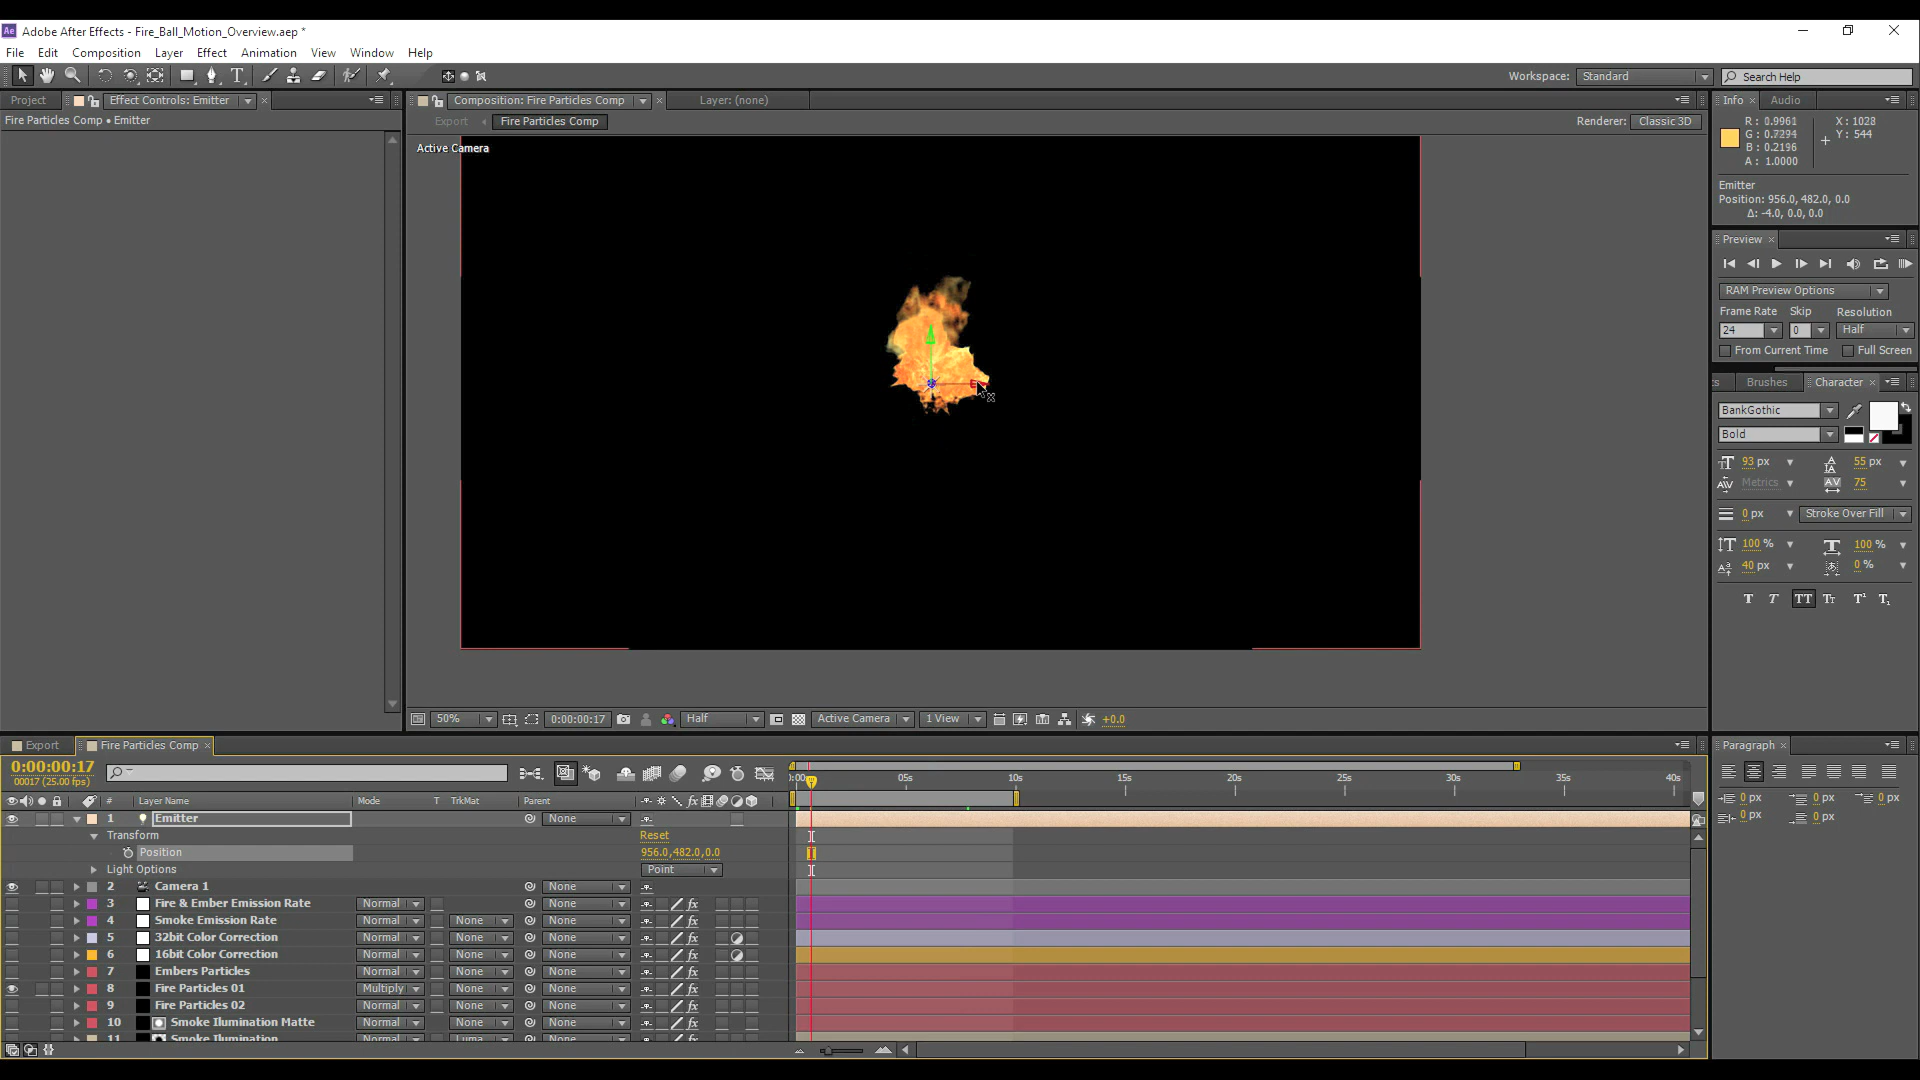 Ae Adobe After Effects - Fire_Ball_Motion_Overview.aep *
File Edit Composition Layer Effect Animation View Window Help
T
Workspace: Standard Search Help
Project Effect Controls: Emitter
Composition: Fire Particles Comp Layer: (none)
Info Audio
Fire Particles Comp • Emitter
Export Fire Particles Comp
Renderer: Classic 3D
Active Camera
R: 0.9961
G: 0.7294
B: 0.2196
A: 1.0000
X: 1028
Y: 544
Emitter
Position: 956.0, 482.0, 0.0
Δ: -4.0, 0.0, 0.0
Preview
RAM Preview Options
Frame Rate Skip Resolution
24 0 Half
From Current Time Full Screen
Brushes Character
BankGothic
Bold
93 px 55 px
Metrics 75
0 px Stroke Over Fill
100 % 100 %
40 px 0 %
T T TT Tt T¹ T₁
50% 0:00:00:17 Half Active Camera 1 View +0.0
Export Fire Particles Comp
Paragraph
0:00:00:17
00017 (25.00 fps)
05s 10s 15s 20s 25s 30s 35s 40s
0 px 0 px 0 px
0 px 0 px
# Layer Name Mode T TrkMat Parent
1 Emitter None
Transform Reset
Position 956.0,482.0,0.0
Light Options Point
2 Camera 1 None
3 Fire & Ember Emission Rate Normal None
4 Smoke Emission Rate Normal None None
5 32bit Color Correction Normal None None
6 16bit Color Correction Normal None None
7 Embers Particles Normal None None
8 Fire Particles 01 Multiply None None
9 Fire Particles 02 Normal None None
10 Smoke Ilumination Matte Normal None None
11 Smoke Ilumination Normal Luma None